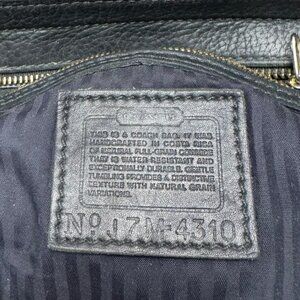 THIS IS A COACH BAG. IT WAS
HANDCRAFTED IN COSTA RICA
OF NATURAL FULL GRAIN COWHIDE
THAT IS WATER RESISTANT AND
EXCEPTIONALLY DURABLE. GENTLE
TUMBLING PROVIDES A DISTINCTIVE
TEXTURE WITH NATURAL GRAIN
VARIATIONS.
No J7M-4310